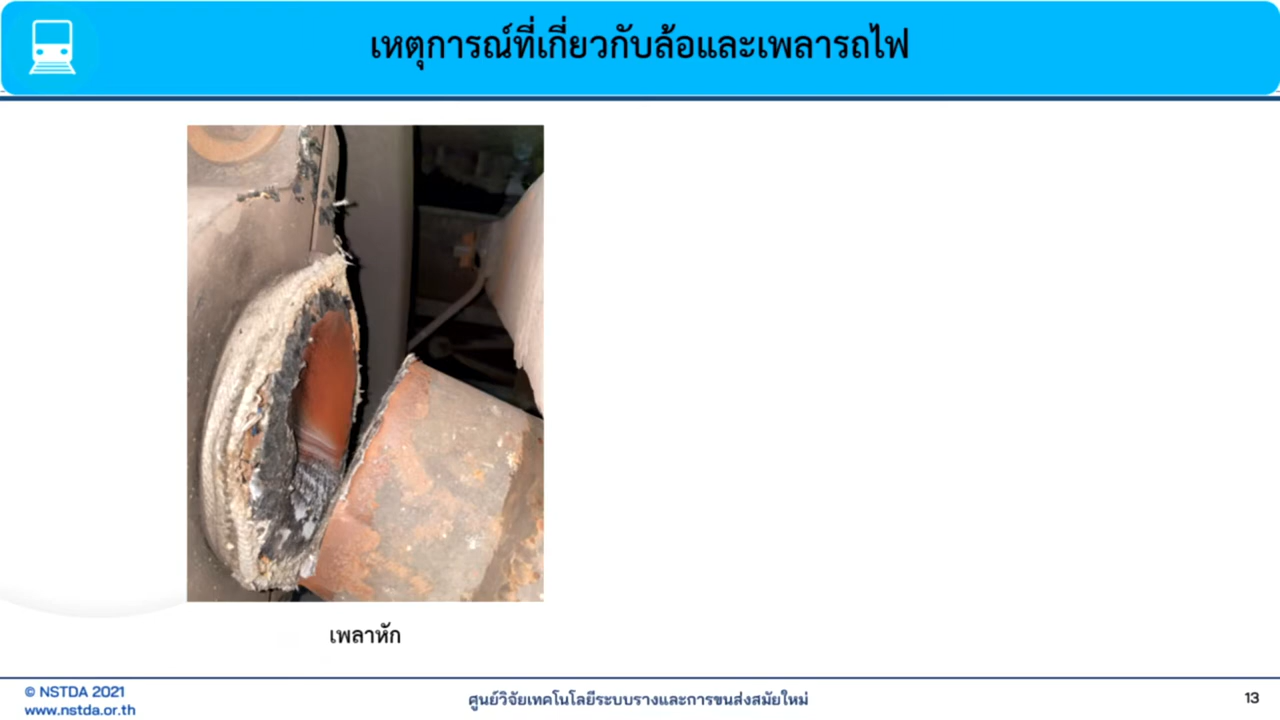 เหตุการณ์ที่เกี่ยวกับล้อและเพลารถไฟ
เพลาหัก
© NSTDA 2021
www.nstda.or.th
ศูนย์วิจัยเทคโนโลยีระบบรางและการขนส่งสมัยใหม่
13